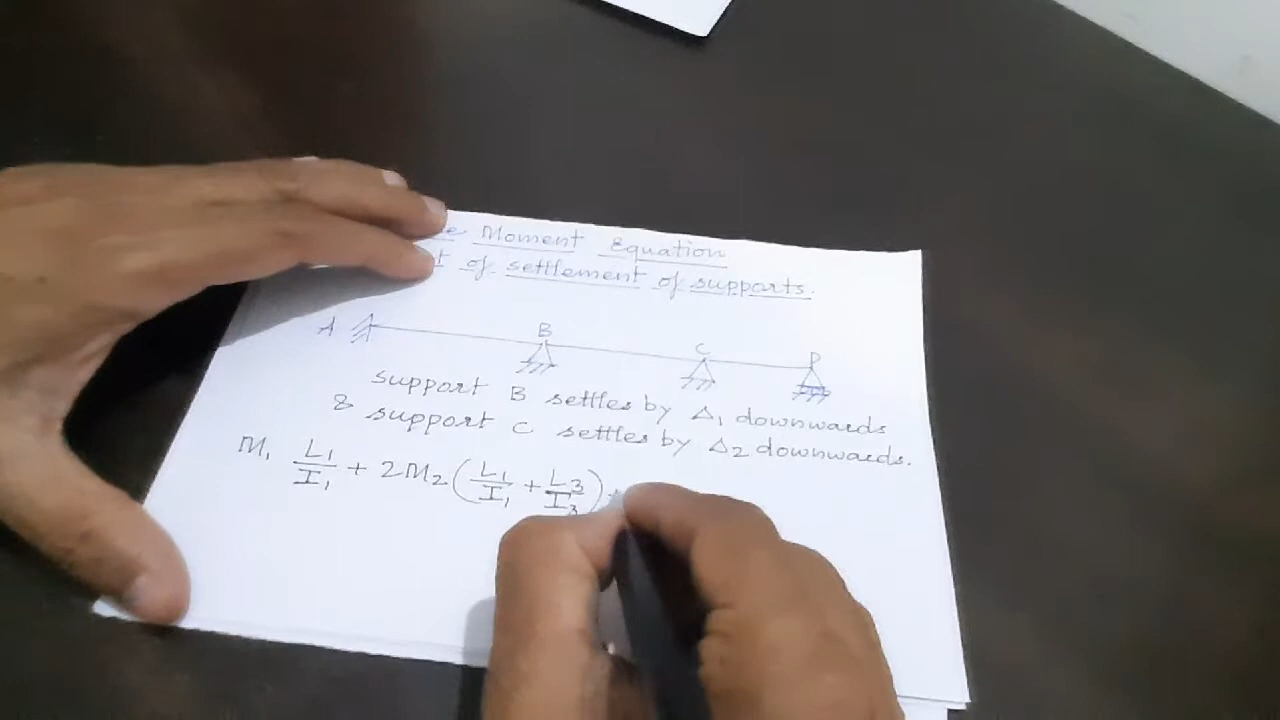 Moment Equation
of settlement of supports.
A B C D
support B settles by Δ1 downwards
& support C settles by Δ2 downwards.
M1 L1/I1 + 2M2 (L1/I1 + L3/I3) +